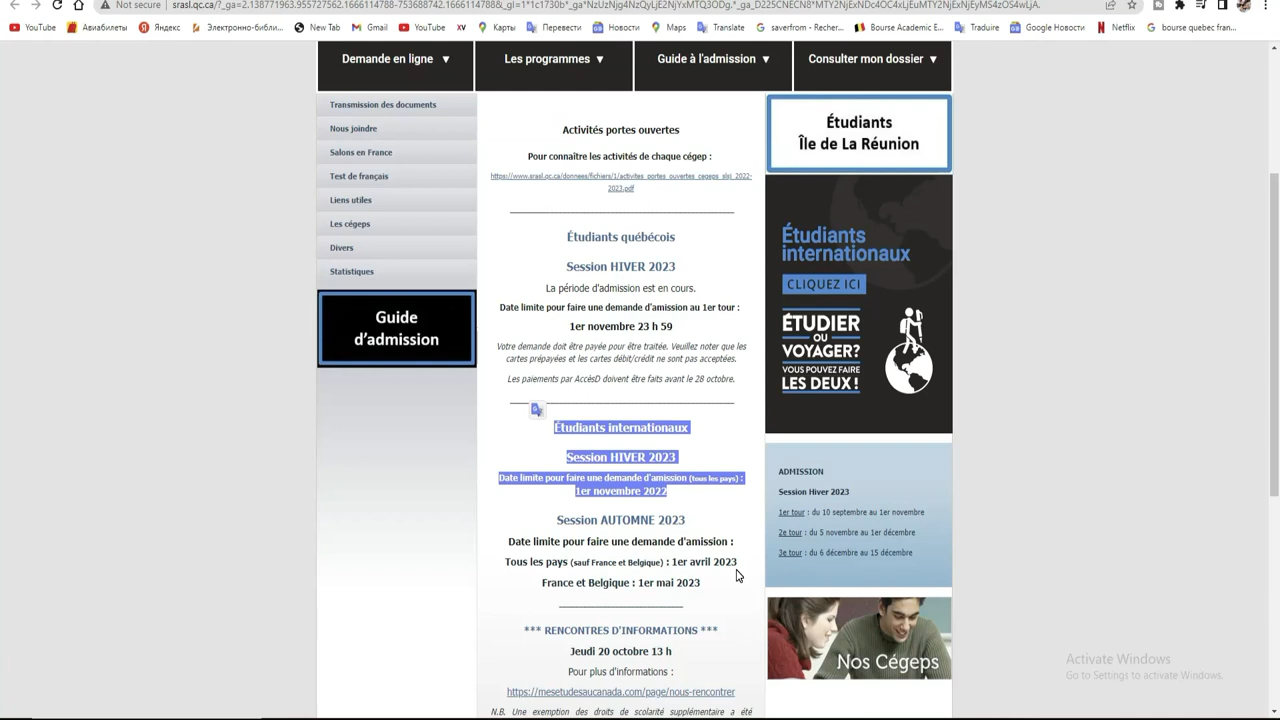 Not secure
srasl.qc.ca/?_ga=2.138771963.955727562.1666114788-753688742.1666114788&_gl=1*1c1730b*_ga*NzUzNjg4NzQyLjE2NjYxMTQ3ODg.*_ga_D225CNECN8*MTY2NjExNDc4OC4xLjEuMTY2NjExNjEyMS4zOS4wLjA.
YouTube
Авиабилеты
Яндекс
Электронно-библи...
New Tab
Gmail
YouTube
XV
Карты
Перевести
Новости
Maps
Translate
saverfrom - Recher...
Bourse Academic E...
Traduire
Google Новости
Netflix
bourse quebec fran...
Demande en ligne ▼
Les programmes ▼
Guide à l'admission ▼
Consulter mon dossier ▼
Transmission des documents
Nous joindre
Salons en France
Test de français
Liens utiles
Les cégeps
Divers
Statistiques
Guide
d'admission
Activités portes ouvertes
Pour connaître les activités de chaque cégep :
https://www.srasl.qc.ca/donnees/fichiers/1/activites_portes_ouvertes_cegeps_slsj_2022-
2023.pdf
Étudiants québécois
Session HIVER 2023
La période d'admission est en cours.
Date limite pour faire une demande d'amission au 1er tour :
1er novembre 23 h 59
Votre demande doit être payée pour être traitée. Veuillez noter que les
cartes prépayées et les cartes débit/crédit ne sont pas acceptées.
Les paiements par AccèsD doivent être faits avant le 28 octobre.
Étudiants internationaux
Session HIVER 2023
Date limite pour faire une demande d'amission (tous les pays) :
1er novembre 2022
Session AUTOMNE 2023
Date limite pour faire une demande d'amission :
Tous les pays (sauf France et Belgique) : 1er avril 2023
France et Belgique : 1er mai 2023
*** RENCONTRES D'INFORMATIONS ***
Jeudi 20 octobre 13 h
Pour plus d'informations :
https://mesetudesaucanada.com/page/nous-rencontrer
N.B. Une exemption des droits de scolarité supplémentaire a été
Étudiants
Île de La Réunion
Étudiants
internationaux
CLIQUEZ ICI
ÉTUDIER
OU
VOYAGER?
VOUS POUVEZ FAIRE
LES DEUX !
ADMISSION
Session Hiver 2023
1er tour : du 10 septembre au 1er novembre
2e tour : du 5 novembre au 1er décembre
3e tour : du 6 décembre au 15 décembre
Nos Cégeps
Activate Windows
Go to Settings to activate Windows.